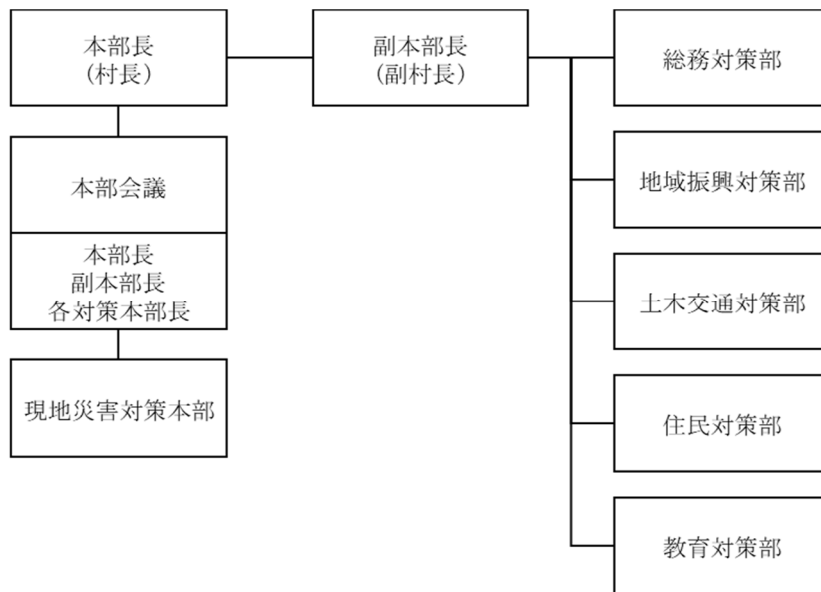 本部長
(村長)
副本部長
(副村長)
総務対策部
地域振興対策部
土木交通対策部
住民対策部
教育対策部
本部会議
本部長
副本部長
各対策本部長
現地災害対策本部